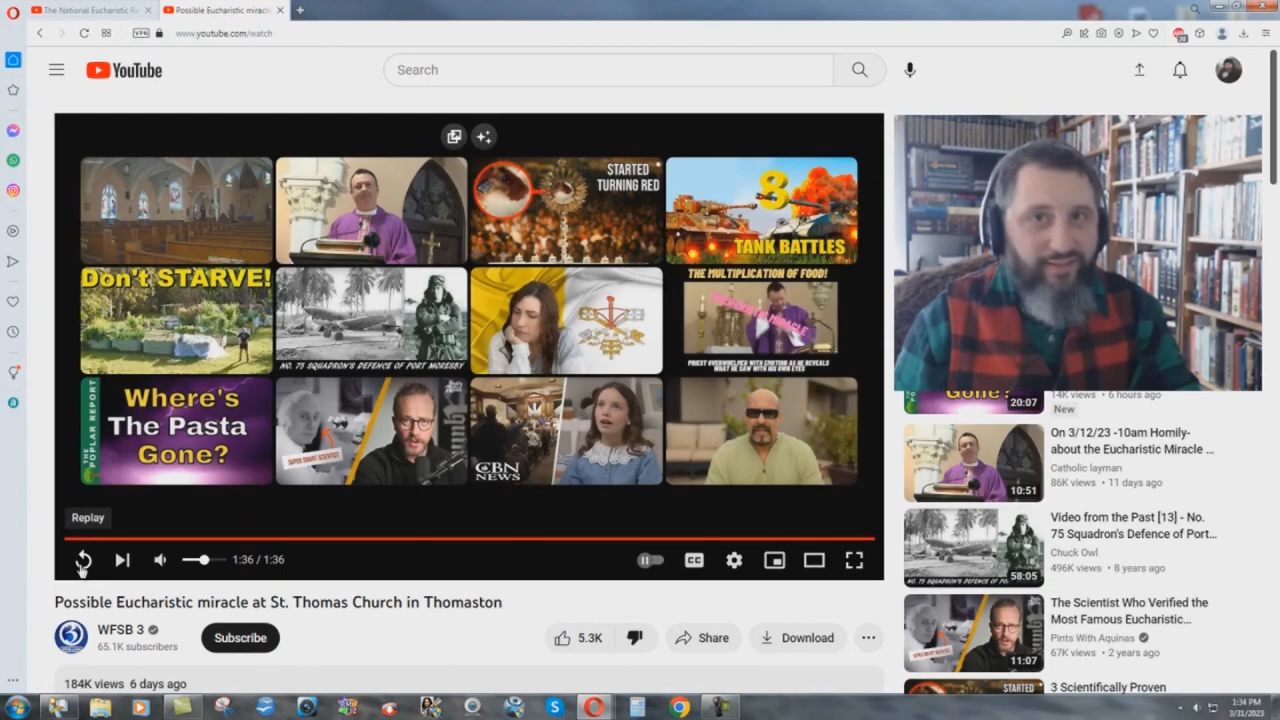 The National Eucharistic Re
Possible Eucharistic miracle
VPN
www.youtube.com/watch
YouTube
Search
STARTED
TURNING RED
8
TANK BATTLES
Don't STARVE!
NO. 75 SQUADRON'S DEFENCE OF PORT MORESBY
THE MULTIPLICATION OF FOOD!
PRIEST OVERWHELMED WITH EMOTION AS HE REVEALS
WHAT HE SAW WITH HIS OWN EYES
THE POPLAR REPORT
Where's
The Pasta
Gone?
SUPER SMART SCIENTIST
CBN
NEWS
Replay
1:36 / 1:36
CC
Possible Eucharistic miracle at St. Thomas Church in Thomaston
3
WFSB 3
65.1K subscribers
Subscribe
5.3K
Share
Download
184K views 6 days ago
Gone?
20:07
14K views • 6 hours ago
New
10:51
On 3/12/23 -10am Homily-
about the Eucharistic Miracle ...
Catholic layman
86K views • 11 days ago
58:05
Video from the Past [13] - No.
75 Squadron's Defence of Port...
Chuck Owl
496K views • 8 years ago
11:07
The Scientist Who Verified the
Most Famous Eucharistic...
Pints With Aquinas
67K views • 2 years ago
STARTED
3 Scientifically Proven
1:34 PM
3/31/2023